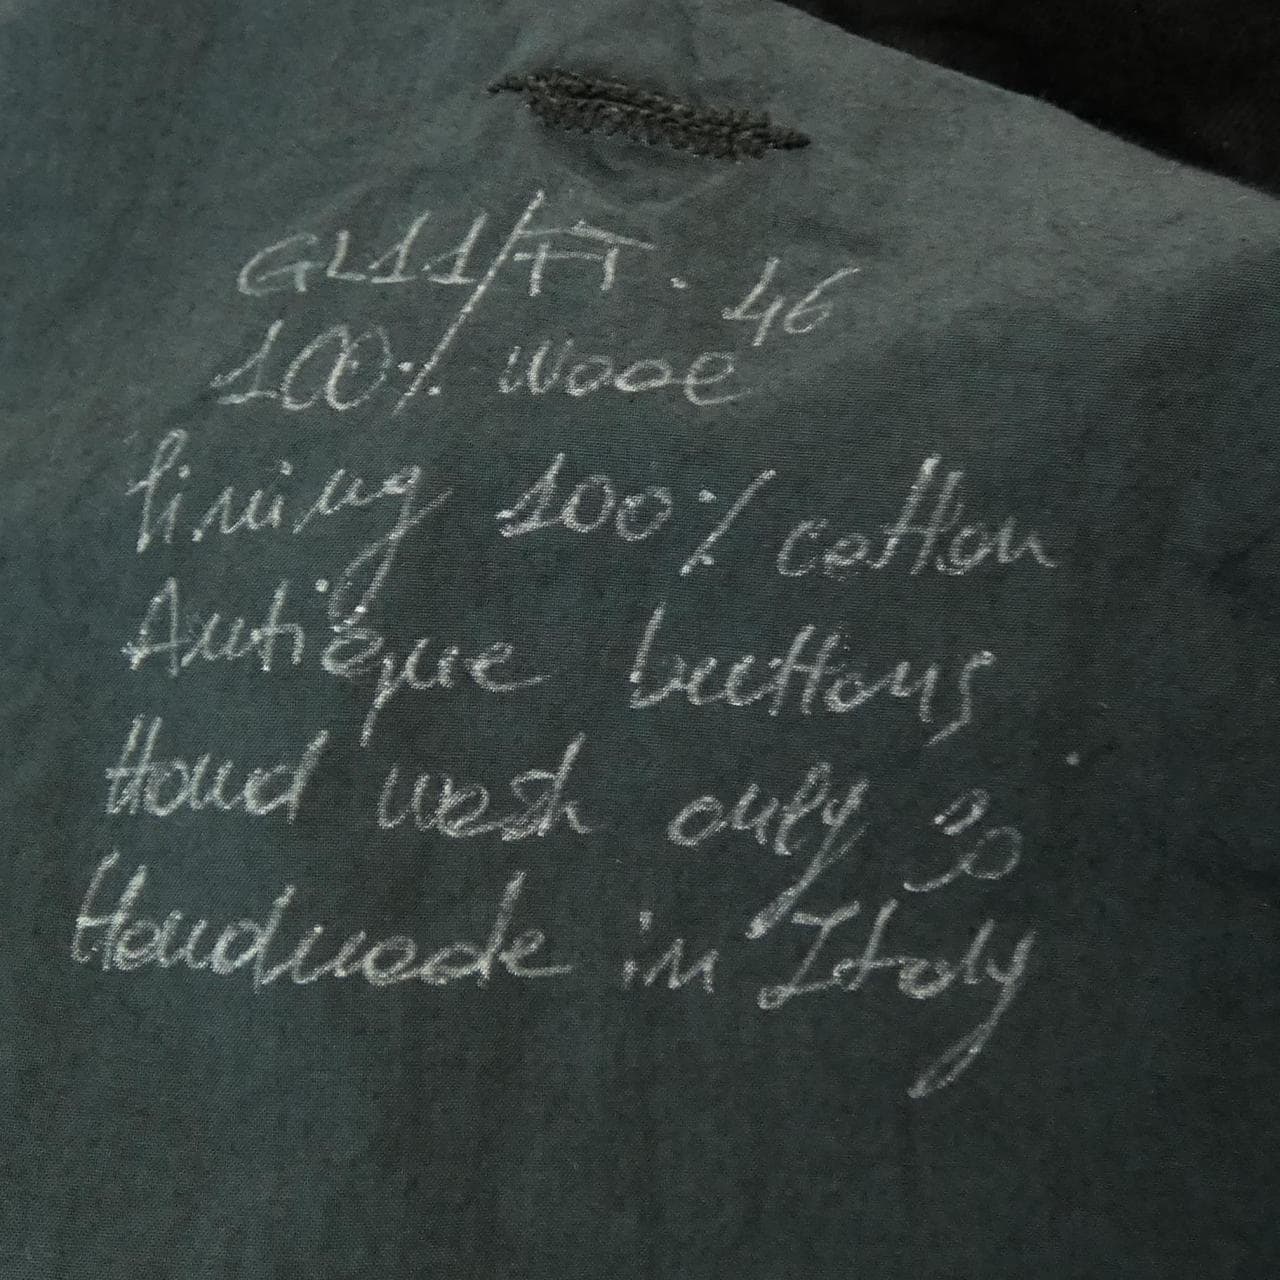 GL11/FT. 46
100% wool
lining 100% cotton
Antique buttons
Hand wash only 30°
Handmade in Italy